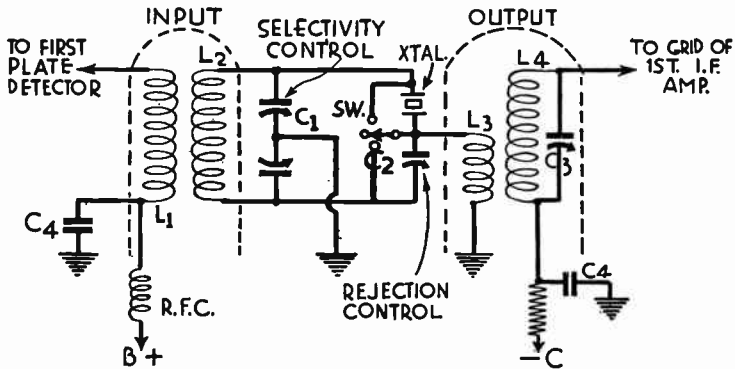 INPUT
OUTPUT
TO FIRST
PLATE
DETECTOR
L2
SELECTIVITY
CONTROL
XTAL.
L4
TO GRID OF
1ST. I.F.
AMP.
C1
SW.
L3
C2
C3
C4
L1
R.F.C.
REJECTION
CONTROL
C4
B+
-C